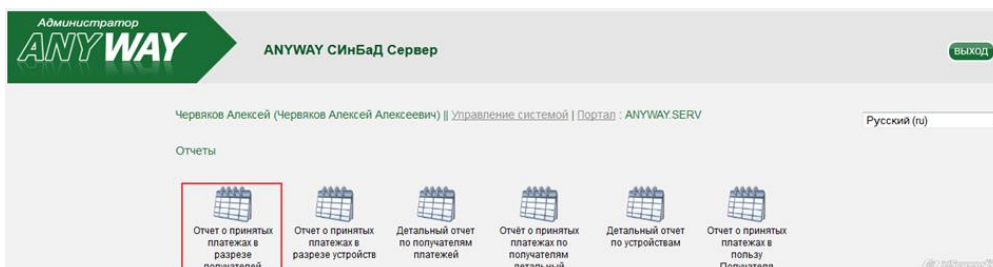 Администратор
ANYWAY
ANYWAY СИнБаД Сервер
выход
Червяков Алексей (Червяков Алексей Алексеевич) || Управление системой | Портал : ANYWAY.SERV
Русский (ru)
Отчеты
Отчет о принятых
платежах в
разрезе
получателей
Отчет о принятых
платежах в
разрезе устройств
Детальный отчет
по получателям
платежей
Отчёт о принятых
платежах по
получателям
детальный
Детальный отчет
по устройствам
Отчет о принятых
платежах в
пользу
Получателя